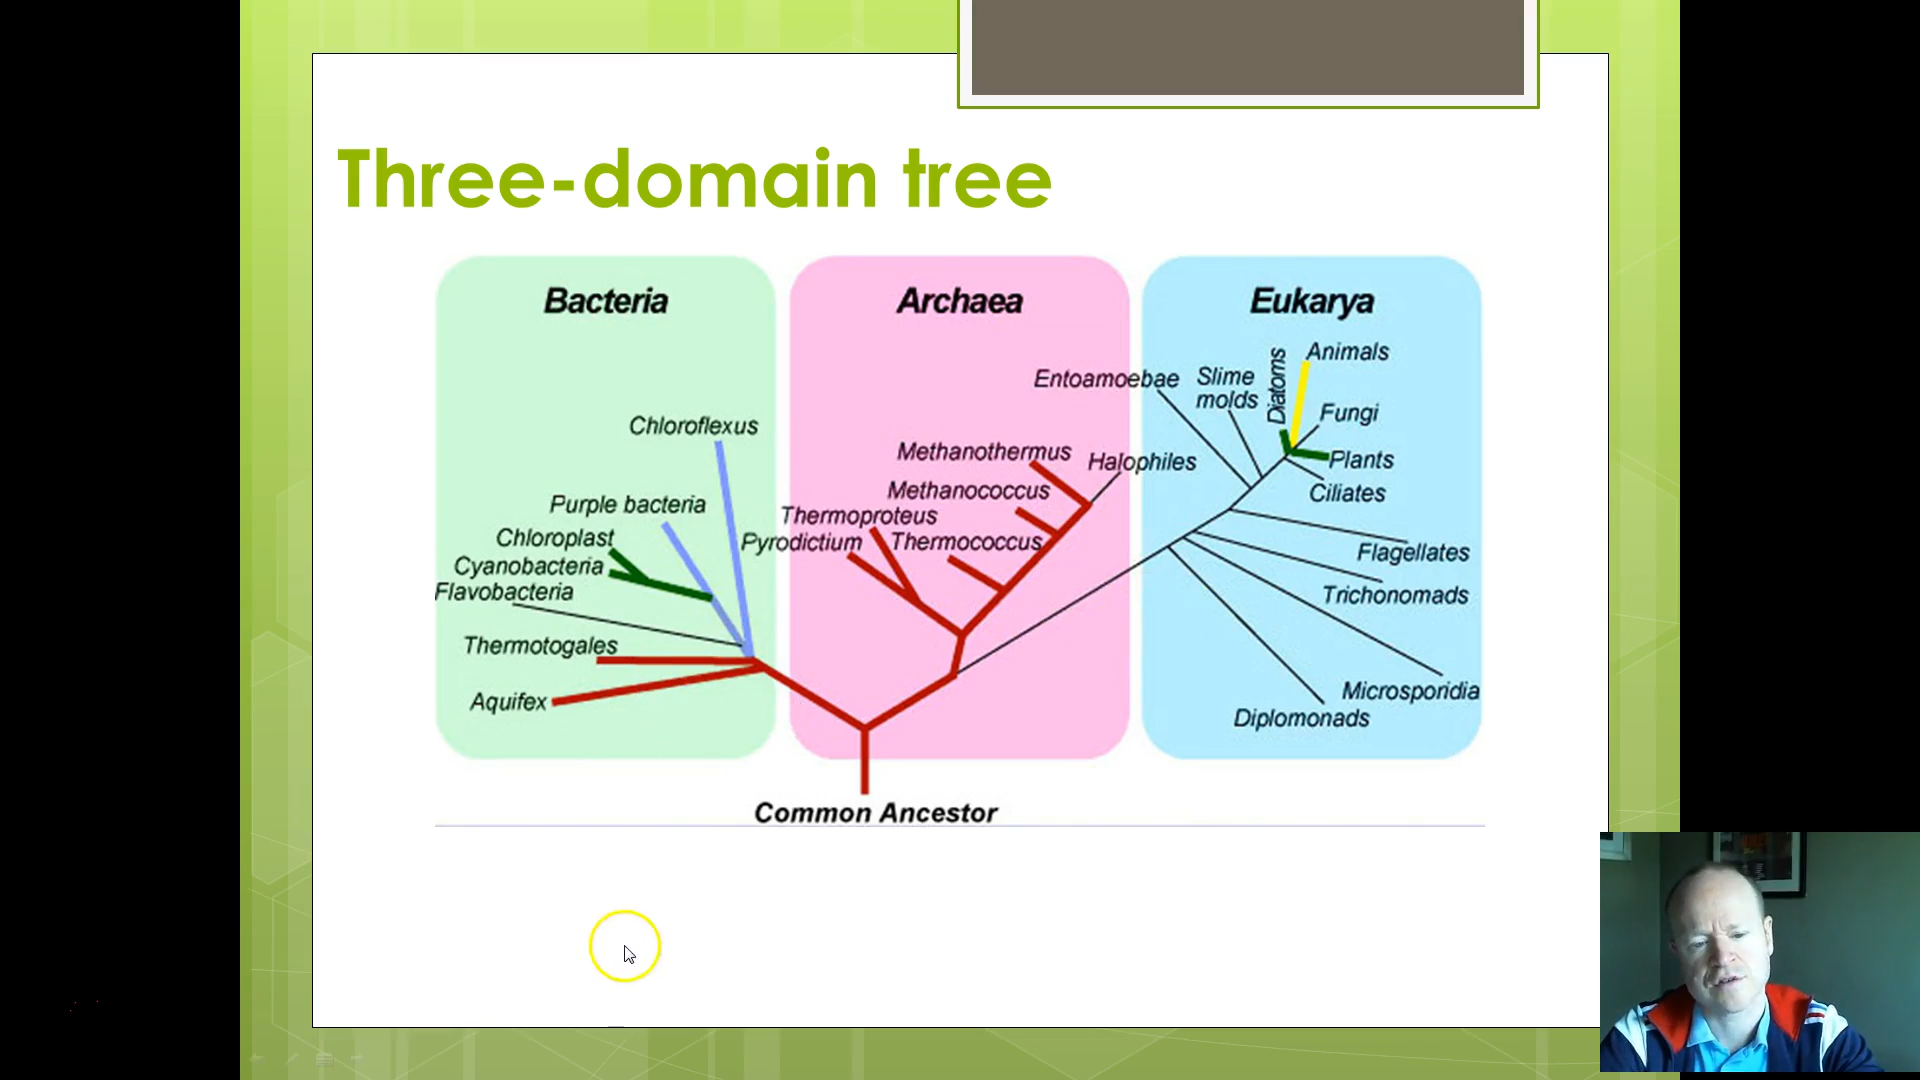 Three-domain tree
Bacteria
Archaea
Eukarya
Chloroflexus
Purple bacteria
Chloroplast
Cyanobacteria
Flavobacteria
Thermotogales
Aquifex
Methanothermus
Halophiles
Methanococcus
Thermoproteus
Pyrodictium
Thermococcus
Entoamoebae
Slime
molds
Diatoms
Animals
Fungi
Plants
Ciliates
Flagellates
Trichonomads
Microsporidia
Diplomonads
Common Ancestor